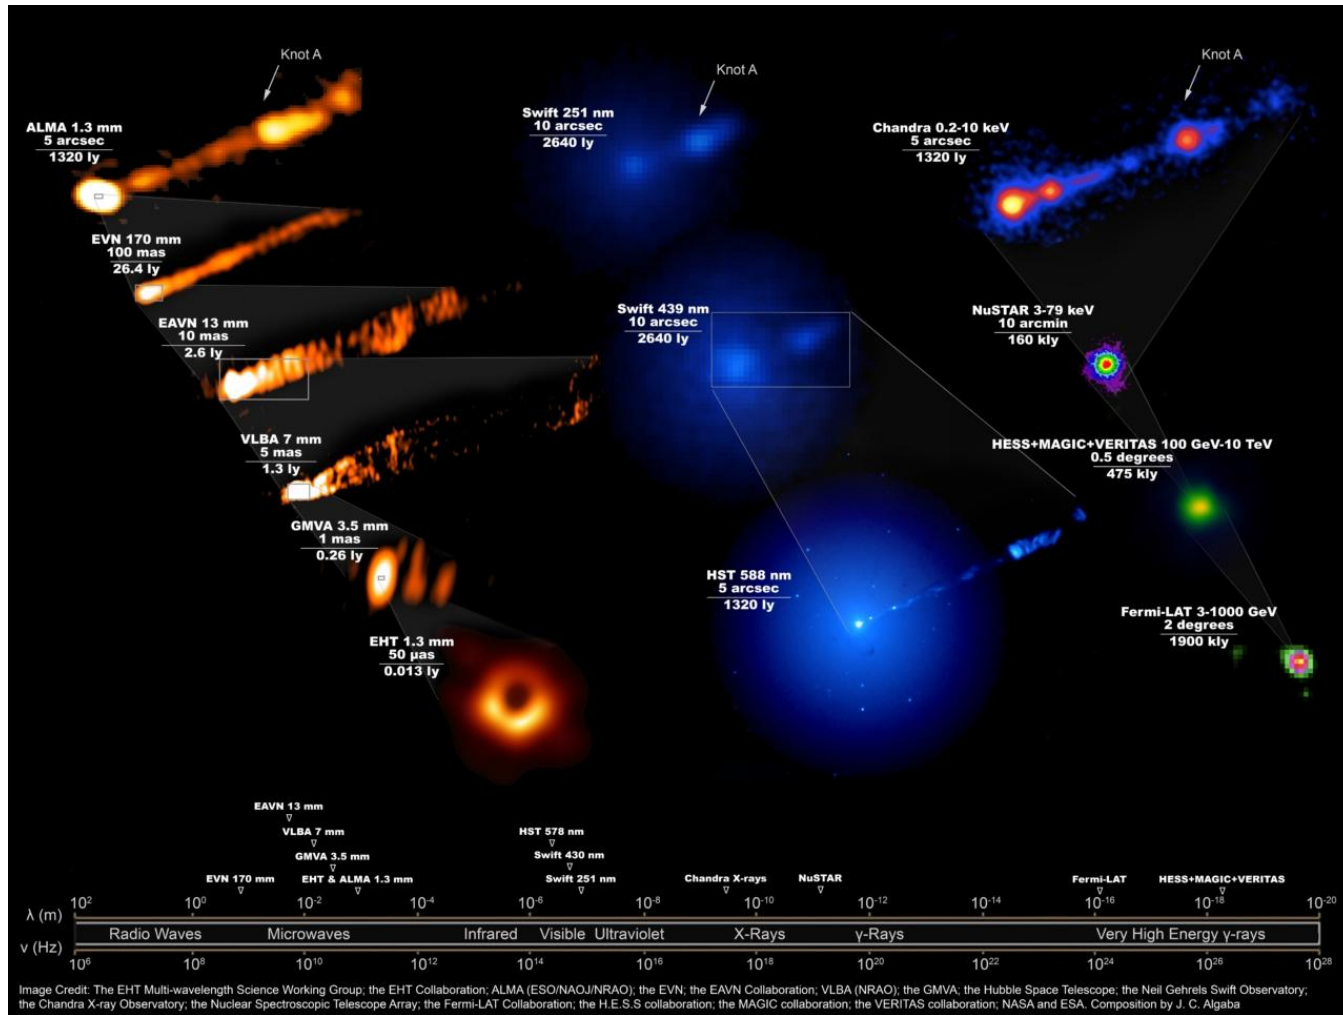 Knot A
ALMA 1.3 mm
5 arcsec
1320 ly
EVN 170 mm
100 mas
26.4 ly
EAVN 13 mm
10 mas
2.6 ly
VLBA 7 mm
5 mas
1.3 ly
GMVA 3.5 mm
1 mas
0.26 ly
EHT 1.3 mm
50 µas
0.013 ly
Knot A
Swift 251 nm
10 arcsec
2640 ly
Swift 439 nm
10 arcsec
2640 ly
HST 588 nm
5 arcsec
1320 ly
Knot A
Chandra 0.2-10 keV
5 arcsec
1320 ly
NuSTAR 3-79 keV
10 arcmin
160 kly
HESS+MAGIC+VERITAS 100 GeV-10 TeV
0.5 degrees
475 kly
Fermi-LAT 3-1000 GeV
2 degrees
1900 kly
EAVN 13 mm
VLBA 7 mm HST 578 nm
GMVA 3.5 mm Swift 430 nm
EVN 170 mm EHT & ALMA 1.3 mm Swift 251 nm Chandra X-rays NuSTAR Fermi-LAT HESS+MAGIC+VERITAS
λ (m) 10² 10⁰ 10⁻² 10⁻⁴ 10⁻⁶ 10⁻⁸ 10⁻¹⁰ 10⁻¹² 10⁻¹⁴ 10⁻¹⁶ 10⁻¹⁸ 10⁻²⁰
Radio Waves Microwaves Infrared Visible Ultraviolet X-Rays γ-Rays Very High Energy γ-rays
ν (Hz) 10⁶ 10⁸ 10¹⁰ 10¹² 10¹⁴ 10¹⁶ 10¹⁸ 10²⁰ 10²² 10²⁴ 10²⁶ 10²⁸
Image Credit: The EHT Multi-wavelength Science Working Group; the EHT Collaboration; ALMA (ESO/NAOJ/NRAO); the EVN; the EAVN Collaboration; VLBA (NRAO); the GMVA; the Hubble Space Telescope; the Neil Gehrels Swift Observatory;
the Chandra X-ray Observatory; the Nuclear Spectroscopic Telescope Array; the Fermi-LAT Collaboration; the H.E.S.S collaboration; the MAGIC collaboration; the VERITAS collaboration; NASA and ESA. Composition by J. C. Algaba